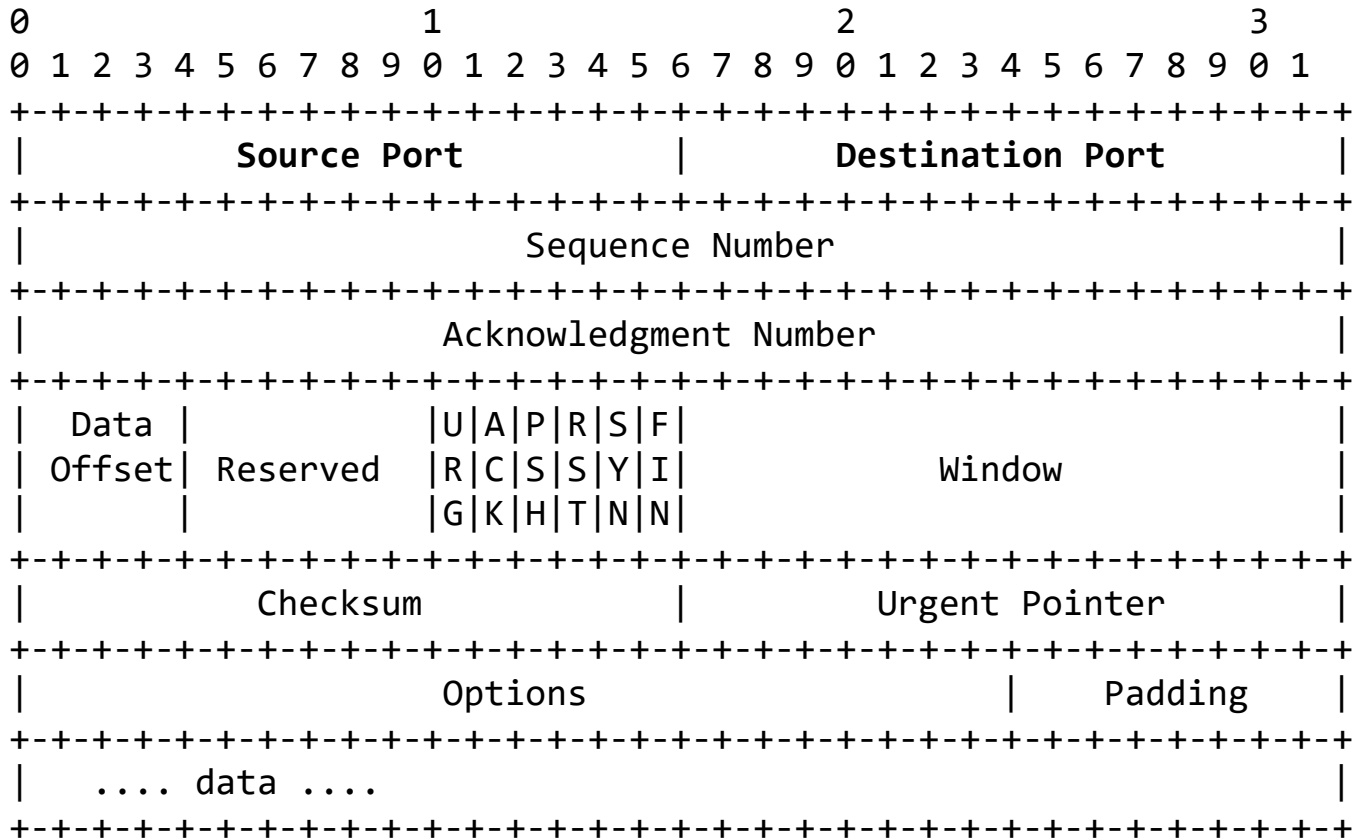 0                   1                   2                   3
0 1 2 3 4 5 6 7 8 9 0 1 2 3 4 5 6 7 8 9 0 1 2 3 4 5 6 7 8 9 0 1
+-+-+-+-+-+-+-+-+-+-+-+-+-+-+-+-+-+-+-+-+-+-+-+-+-+-+-+-+-+-+-+-+
|          Source Port          |       Destination Port        |
+-+-+-+-+-+-+-+-+-+-+-+-+-+-+-+-+-+-+-+-+-+-+-+-+-+-+-+-+-+-+-+-+
|                        Sequence Number                        |
+-+-+-+-+-+-+-+-+-+-+-+-+-+-+-+-+-+-+-+-+-+-+-+-+-+-+-+-+-+-+-+-+
|                    Acknowledgment Number                      |
+-+-+-+-+-+-+-+-+-+-+-+-+-+-+-+-+-+-+-+-+-+-+-+-+-+-+-+-+-+-+-+-+
|  Data |           |U|A|P|R|S|F|                               |
| Offset| Reserved  |R|C|S|S|Y|I|            Window             |
|       |           |G|K|H|T|N|N|                               |
+-+-+-+-+-+-+-+-+-+-+-+-+-+-+-+-+-+-+-+-+-+-+-+-+-+-+-+-+-+-+-+-+
|           Checksum            |         Urgent Pointer        |
+-+-+-+-+-+-+-+-+-+-+-+-+-+-+-+-+-+-+-+-+-+-+-+-+-+-+-+-+-+-+-+-+
|                    Options                    |    Padding    |
+-+-+-+-+-+-+-+-+-+-+-+-+-+-+-+-+-+-+-+-+-+-+-+-+-+-+-+-+-+-+-+-+
|   .... data ....                                              |
+-+-+-+-+-+-+-+-+-+-+-+-+-+-+-+-+-+-+-+-+-+-+-+-+-+-+-+-+-+-+-+-+